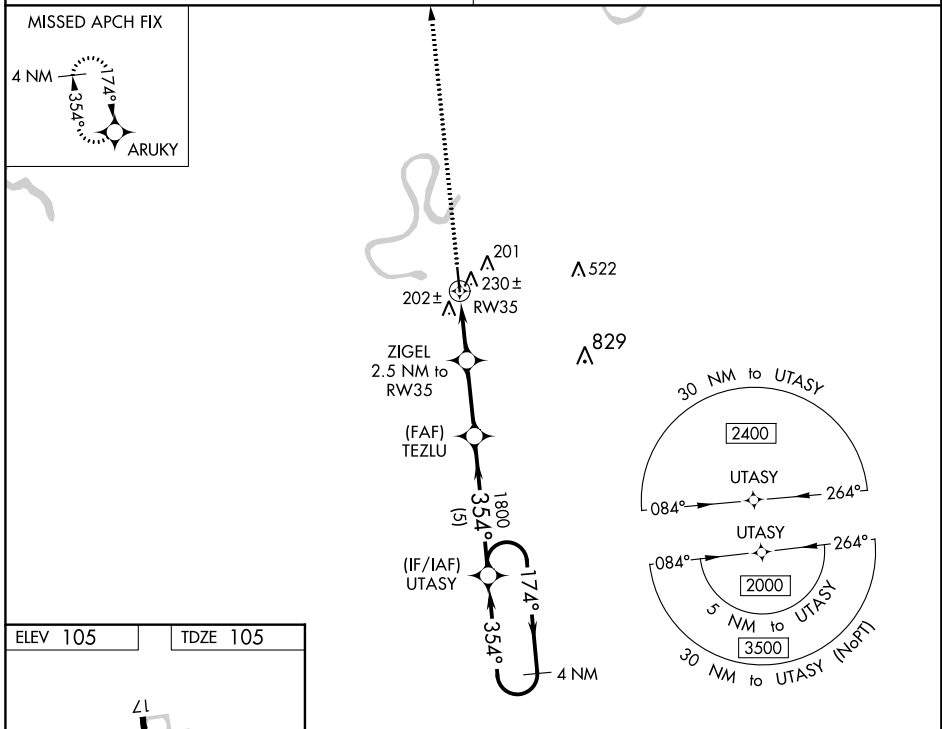 MISSED APCH FIX
4 NM
174°
354°
ARUKY
201
522
230±
202±
RW35
829
ZIGEL
2.5 NM to
RW35
(FAF)
TEZLU
1800
354°
(5)
(IF/IAF)
UTASY
174°
354°
4 NM
30 NM to UTASY
2400
UTASY
084°
264°
UTASY
084°
264°
2000
5 NM to UTASY
3500
30 NM to UTASY (NoPT)
ELEV 105
TDZE 105
17